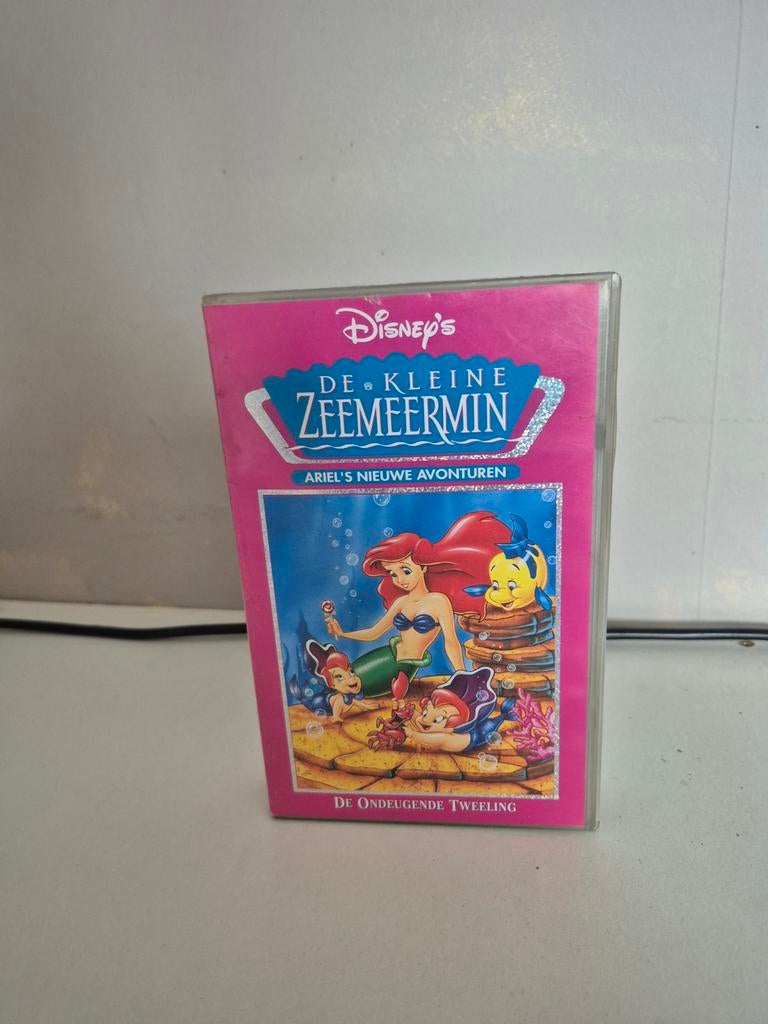 Disney's
DE KLEINE
ZEEMEERMIN
ARIEL'S NIEUWE AVONTUREN
DE ONDEUGENDE TWEELING